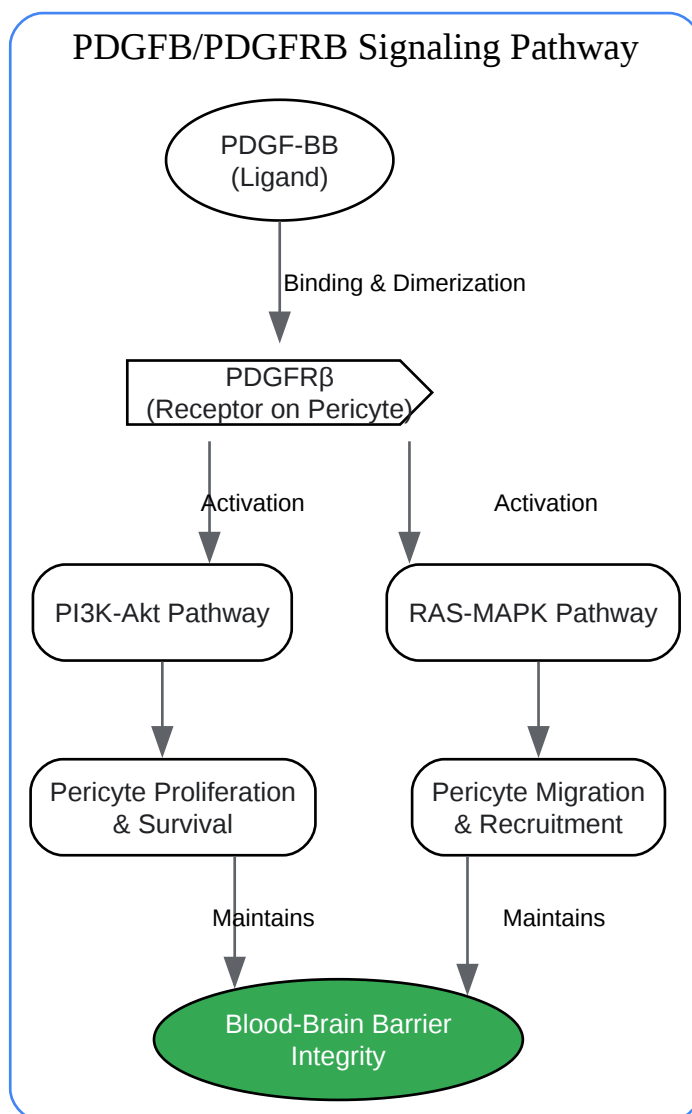 PDGFB/PDGFRB Signaling Pathway
PDGF-BB
(Ligand)
Binding & Dimerization
PDGFRβ
(Receptor on Pericyte)
Activation
Activation
PI3K-Akt Pathway
RAS-MAPK Pathway
Pericyte Proliferation
& Survival
Pericyte Migration
& Recruitment
Maintains
Maintains
Blood-Brain Barrier
Integrity